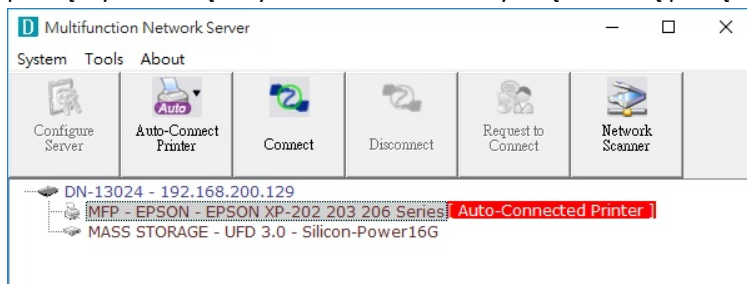 D Multifunction Network Server
System Tools About
Configure Server
Auto
Auto-Connect Printer
Connect
Disconnect
Request to Connect
Network Scanner
DN-13024 - 192.168.200.129
MFP - EPSON - EPSON XP-202 203 206 Series[ Auto-Connected Printer ]
MASS STORAGE - UFD 3.0 - Silicon-Power16G